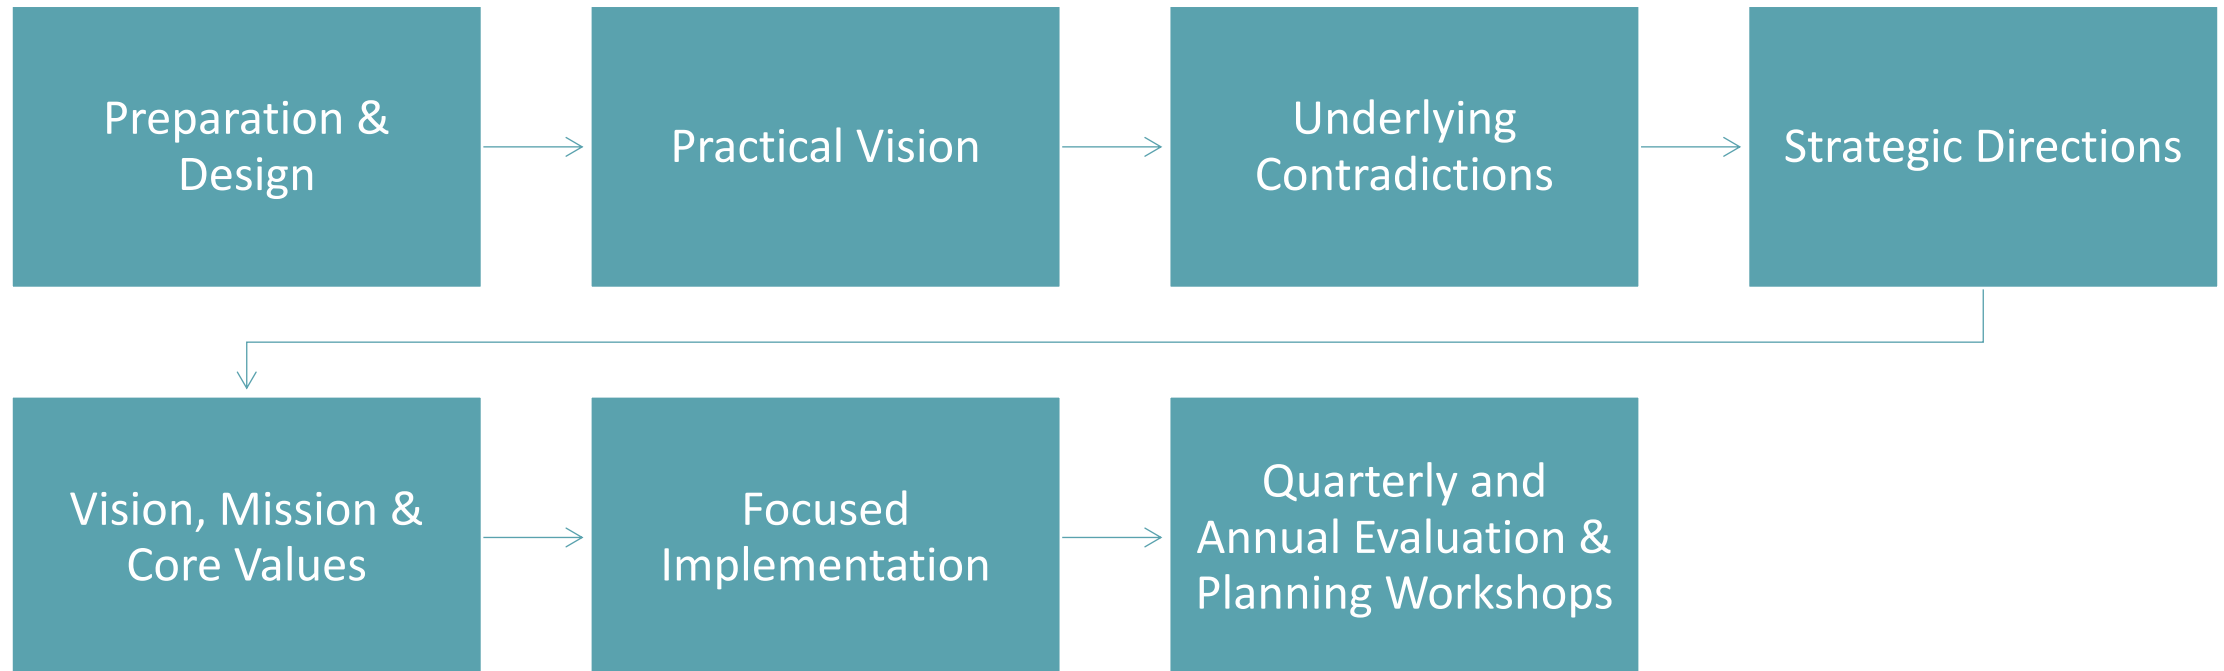 Preparation &
Design
Practical Vision
Underlying
Contradictions
Strategic Directions
Vision, Mission &
Core Values
Focused
Implementation
Quarterly and
Annual Evaluation &
Planning Workshops